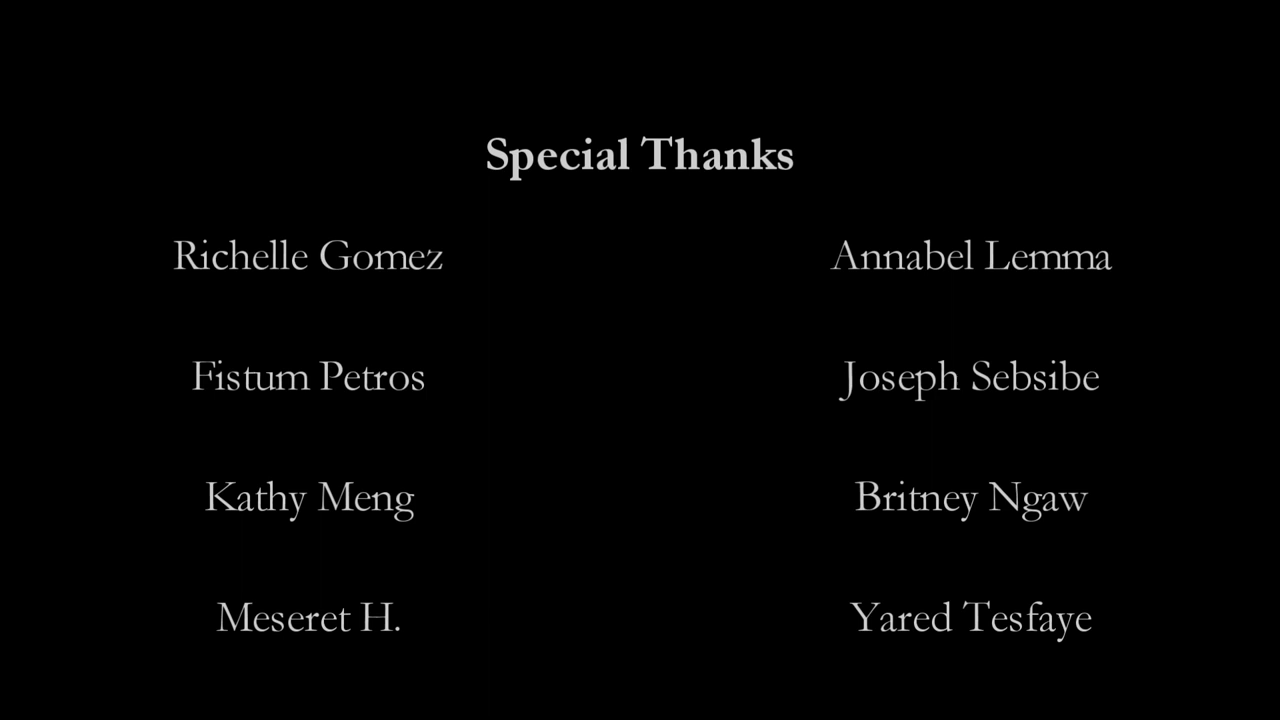 Special Thanks
Richelle Gomez
Annabel Lemma
Fistum Petros
Joseph Sebsibe
Kathy Meng
Britney Ngaw
Meseret H.
Yared Tesfaye